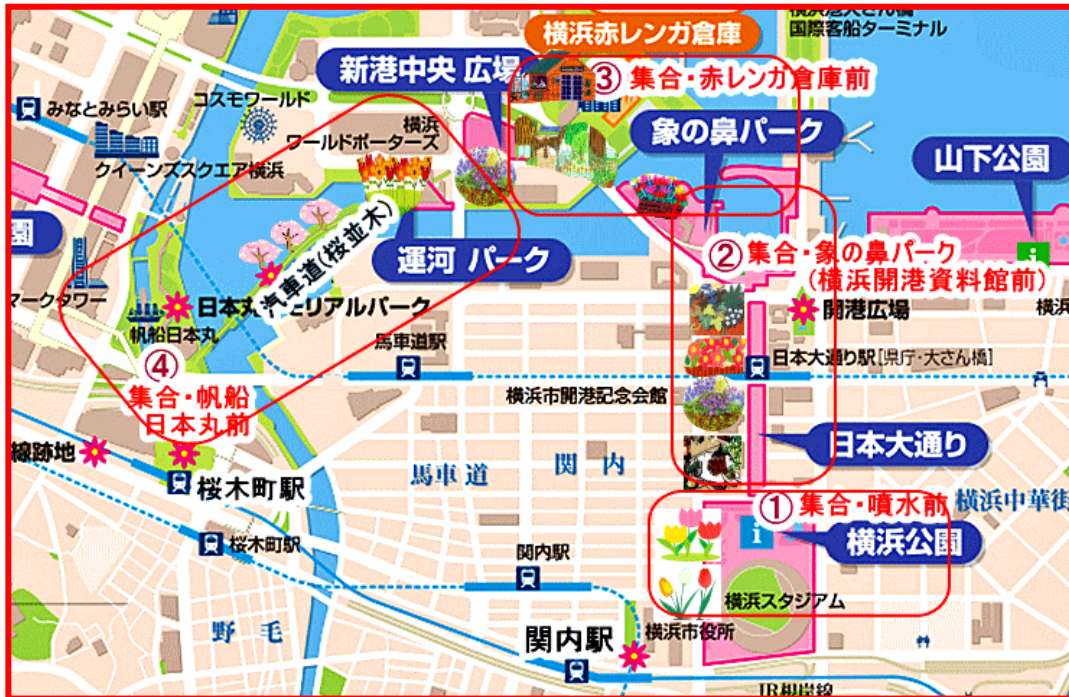 横浜港大さん橋
国際客船ターミナル
横浜赤レンガ倉庫
新港中央 広場
③ 集合・赤レンガ倉庫前
みなとみらい駅
コスモワールド
横浜
ワールドポーターズ
クイーンズスクエア横浜
象の鼻パーク
山下公園
園
汽車道(桜並木)
運河 パーク
② 集合・象の鼻パーク
(横浜開港資料館前)
マークタワー
日本丸メモリアルパーク
帆船日本丸
開港広場
横浜
馬車道駅
日本大通り駅[県庁・大さん橋]
④
集合・帆船
日本丸前
横浜市開港記念会館
線跡地
桜木町駅
馬車道
関 内
日本大通り
① 集合・噴水前
横浜中華街
横浜公園
桜木町駅
関内駅
横浜スタジアム
野 毛
関内駅
横浜市役所
JR根岸線